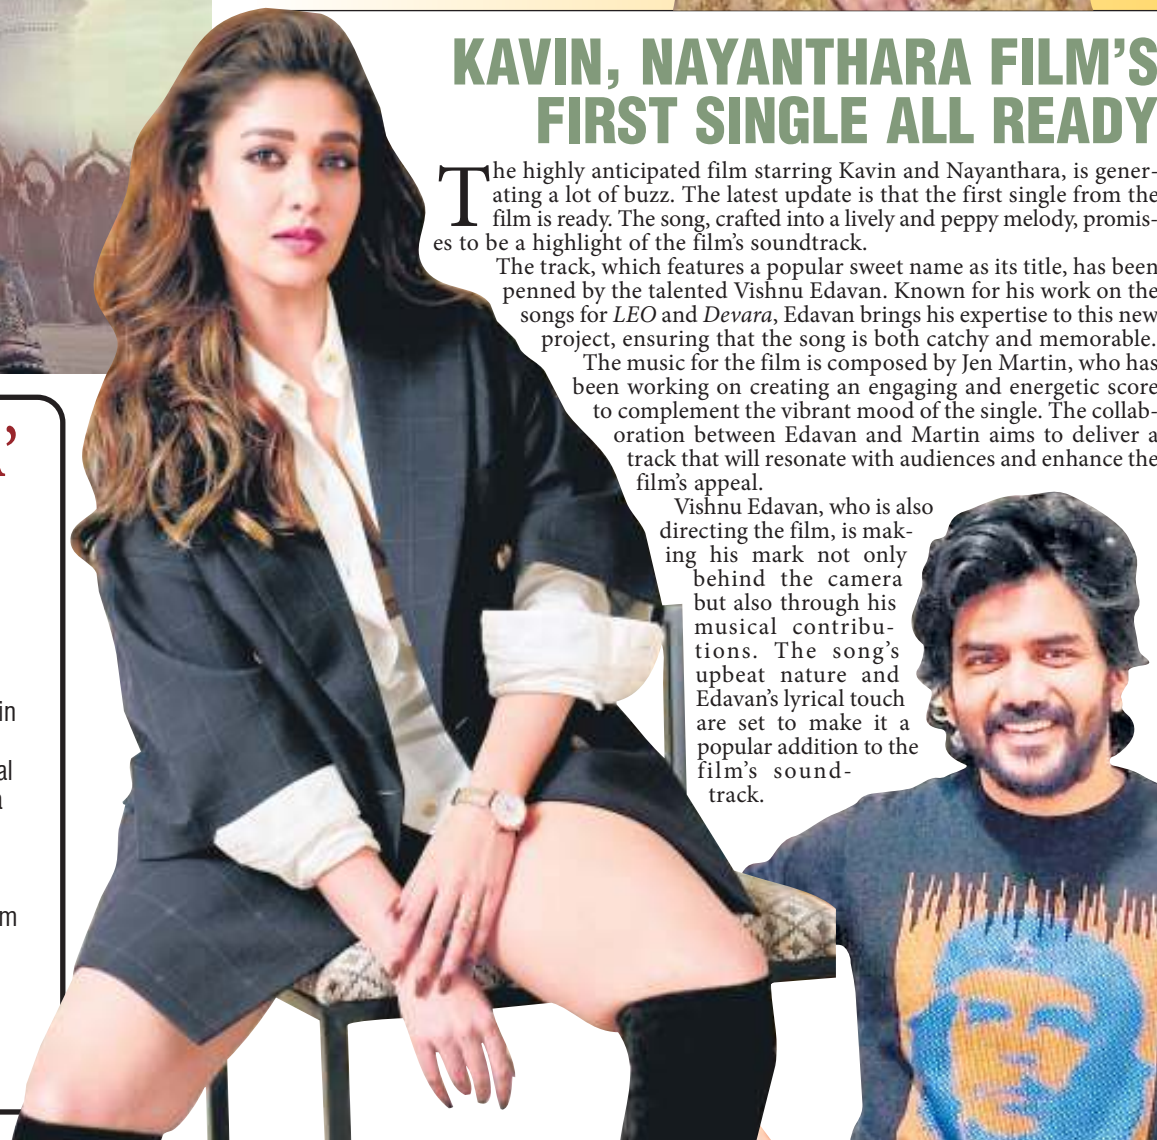 KAVIN, NAYANTHARA FILM'S
FIRST SINGLE ALL READY
The highly anticipated film starring Kavin and Nayanthara, is gener-
ating a lot of buzz. The latest update is that the first single from the
film is ready. The song, crafted into a lively and peppy melody, promis-
es to be a highlight of the film's soundtrack.
The track, which features a popular sweet name as its title, has been
penned by the talented Vishnu Edavan. Known for his work on the
songs for LEO and Devara, Edavan brings his expertise to this new
project, ensuring that the song is both catchy and memorable.
The music for the film is composed by Jen Martin, who has
been working on creating an engaging and energetic score
to complement the vibrant mood of the single. The collab-
oration between Edavan and Martin aims to deliver a
track that will resonate with audiences and enhance the
film's appeal.
Vishnu Edavan, who is also
directing the film, is mak-
ing his mark not only
behind the camera
but also through his
musical contribu-
tions. The song's
upbeat nature and
Edavan's lyrical touch
are set to make it a
popular addition to the
film's sound-
track.
in